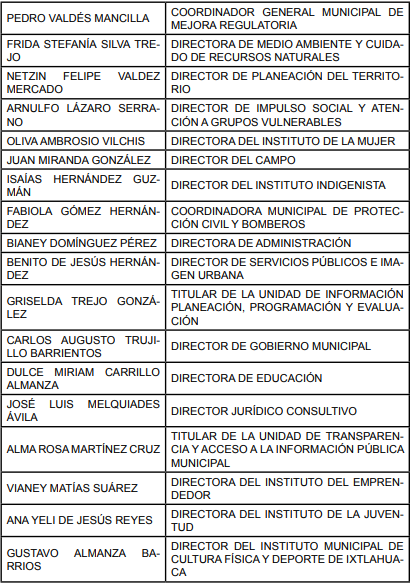 PEDRO VALDÉS MANCILLA
COORDINADOR GENERAL MUNICIPAL DE
MEJORA REGULATORIA
FRIDA STEFANÍA SILVA TRE-
JO
DIRECTORA DE MEDIO AMBIENTE Y CUIDA-
DO DE RECURSOS NATURALES
NETZIN FELIPE VALDEZ
MERCADO
DIRECTOR DE PLANEACIÓN DEL TERRITO-
RIO
ARNULFO LÁZARO SERRA-
NO
DIRECTOR DE IMPULSO SOCIAL Y ATEN-
CIÓN A GRUPOS VULNERABLES
OLIVA AMBROSIO VILCHIS
DIRECTORA DEL INSTITUTO DE LA MUJER
JUAN MIRANDA GONZÁLEZ
DIRECTOR DEL CAMPO
ISAÍAS HERNÁNDEZ GUZ-
MÁN
DIRECTOR DEL INSTITUTO INDIGENISTA
FABIOLA GÓMEZ HERNÁN-
DEZ
COORDINADORA MUNICIPAL DE PROTEC-
CIÓN CIVIL Y BOMBEROS
BIANEY DOMÍNGUEZ PÉREZ
DIRECTORA DE ADMINISTRACIÓN
BENITO DE JESÚS HERNÁN-
DEZ
DIRECTOR DE SERVICIOS PÚBLICOS E IMA-
GEN URBANA
GRISELDA TREJO GONZÁ-
LEZ
TITULAR DE LA UNIDAD DE INFORMACIÓN
PLANEACIÓN, PROGRAMACIÓN Y EVALUA-
CIÓN
CARLOS AUGUSTO TRUJI-
LLO BARRIENTOS
DIRECTOR DE GOBIERNO MUNICIPAL
DULCE MIRIAM CARRILLO
ALMANZA
DIRECTORA DE EDUCACIÓN
JOSÉ LUIS MELQUIADES
ÁVILA
DIRECTOR JURÍDICO CONSULTIVO
ALMA ROSA MARTÍNEZ CRUZ
TITULAR DE LA UNIDAD DE TRANSPAREN-
CIA Y ACCESO A LA INFORMACIÓN PÚBLICA
MUNICIPAL
VIANEY MATÍAS SUÁREZ
DIRECTORA DEL INSTITUTO DEL EMPREN-
DEDOR
ANA YELI DE JESÚS REYES
DIRECTORA DEL INSTITUTO DE LA JUVEN-
TUD
GUSTAVO ALMANZA BA-
RRIOS
DIRECTOR DEL INSTITUTO MUNICIPAL DE
CULTURA FÍSICA Y DEPORTE DE IXTLAHUA-
CA